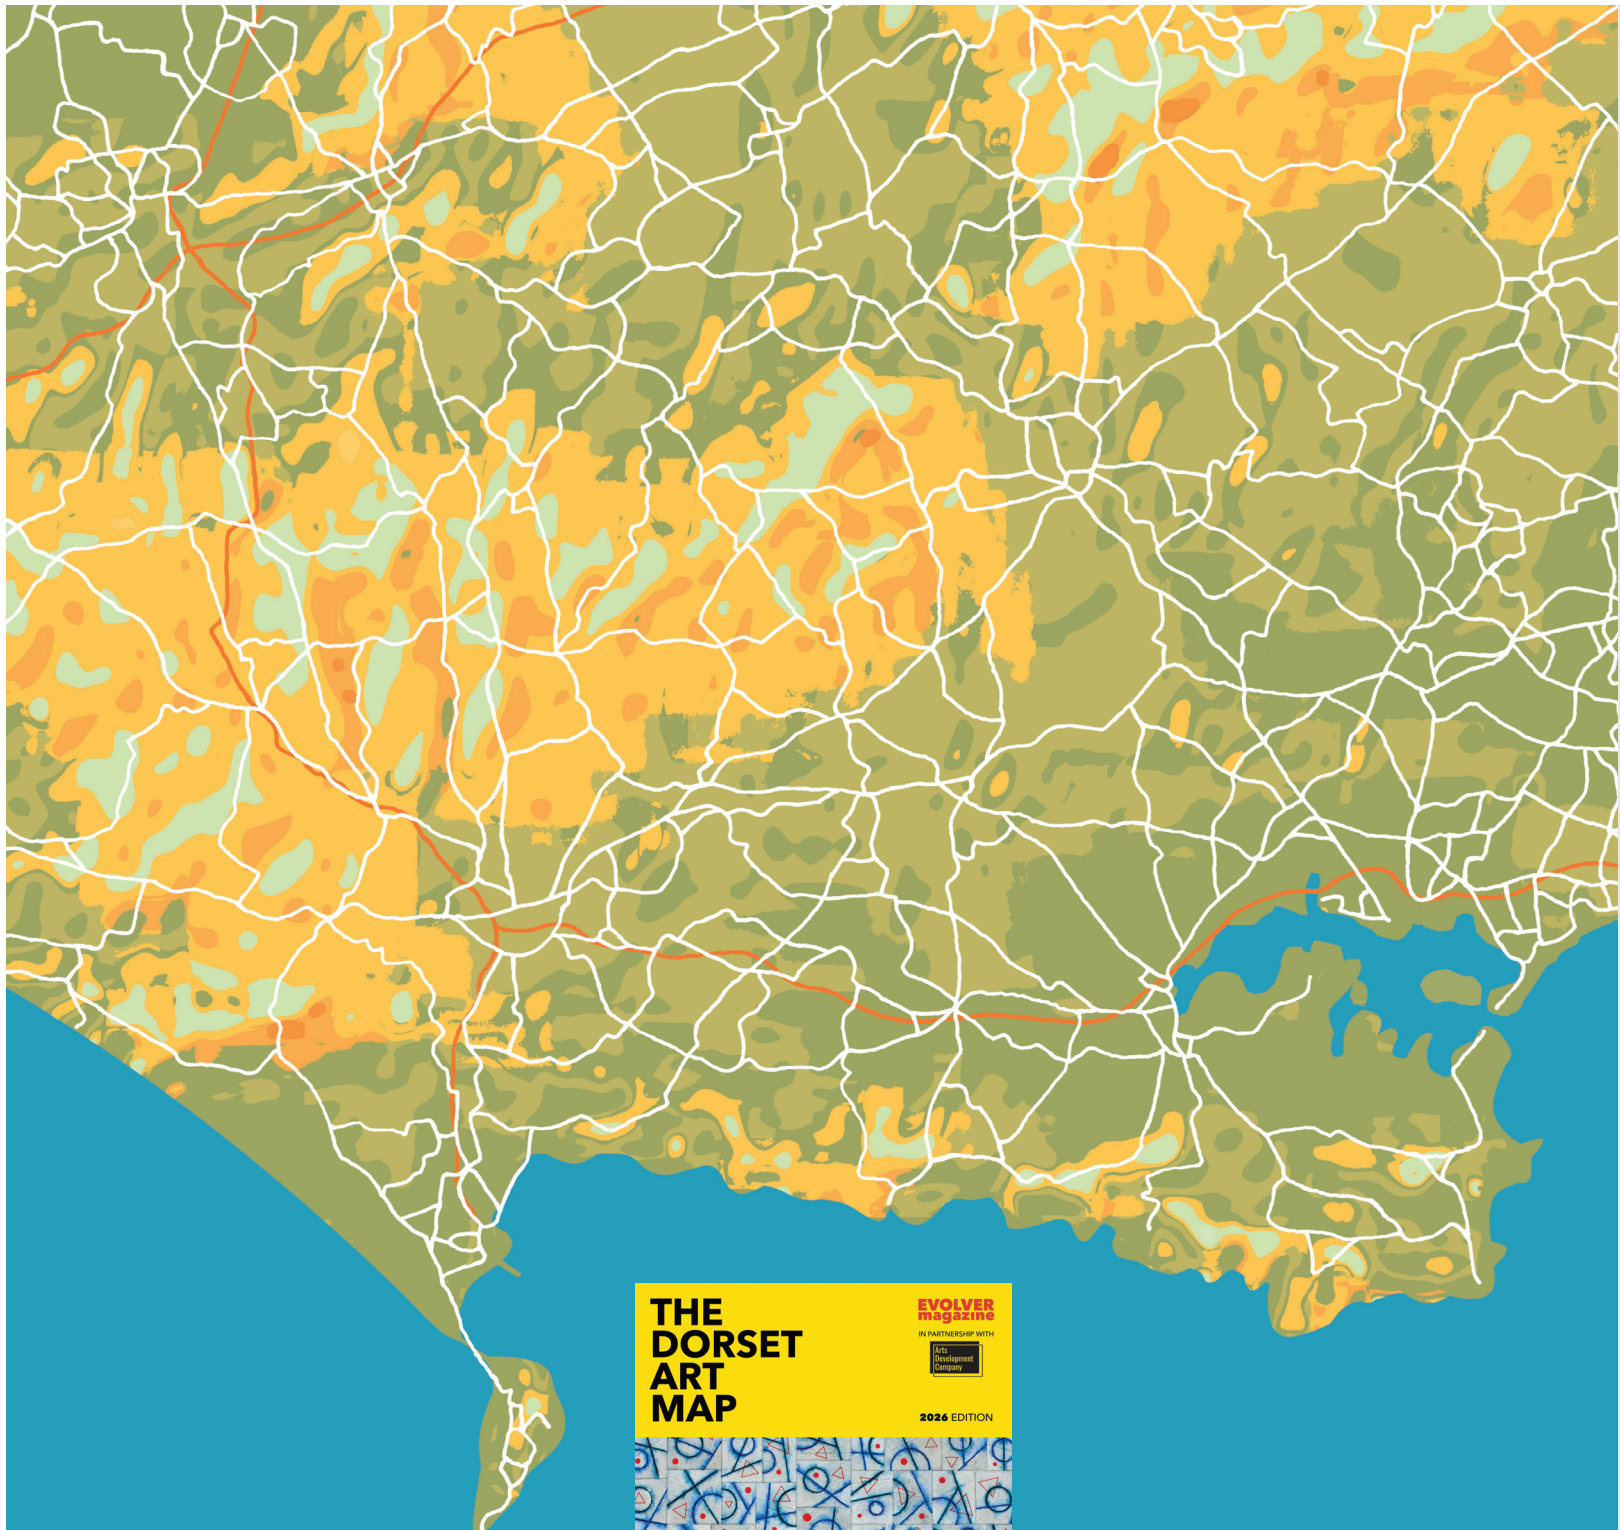 THE
DORSET
ART
MAP
EVOLVER
magazine
IN PARTNERSHIP WITH
Arts
Development
Company
2026 EDITION